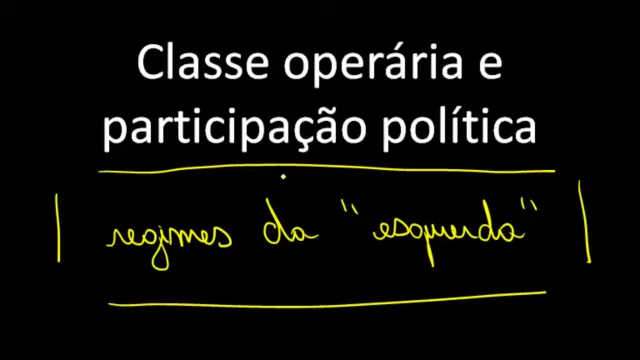 Classe operária e
participação política
regimes da "esquerda"